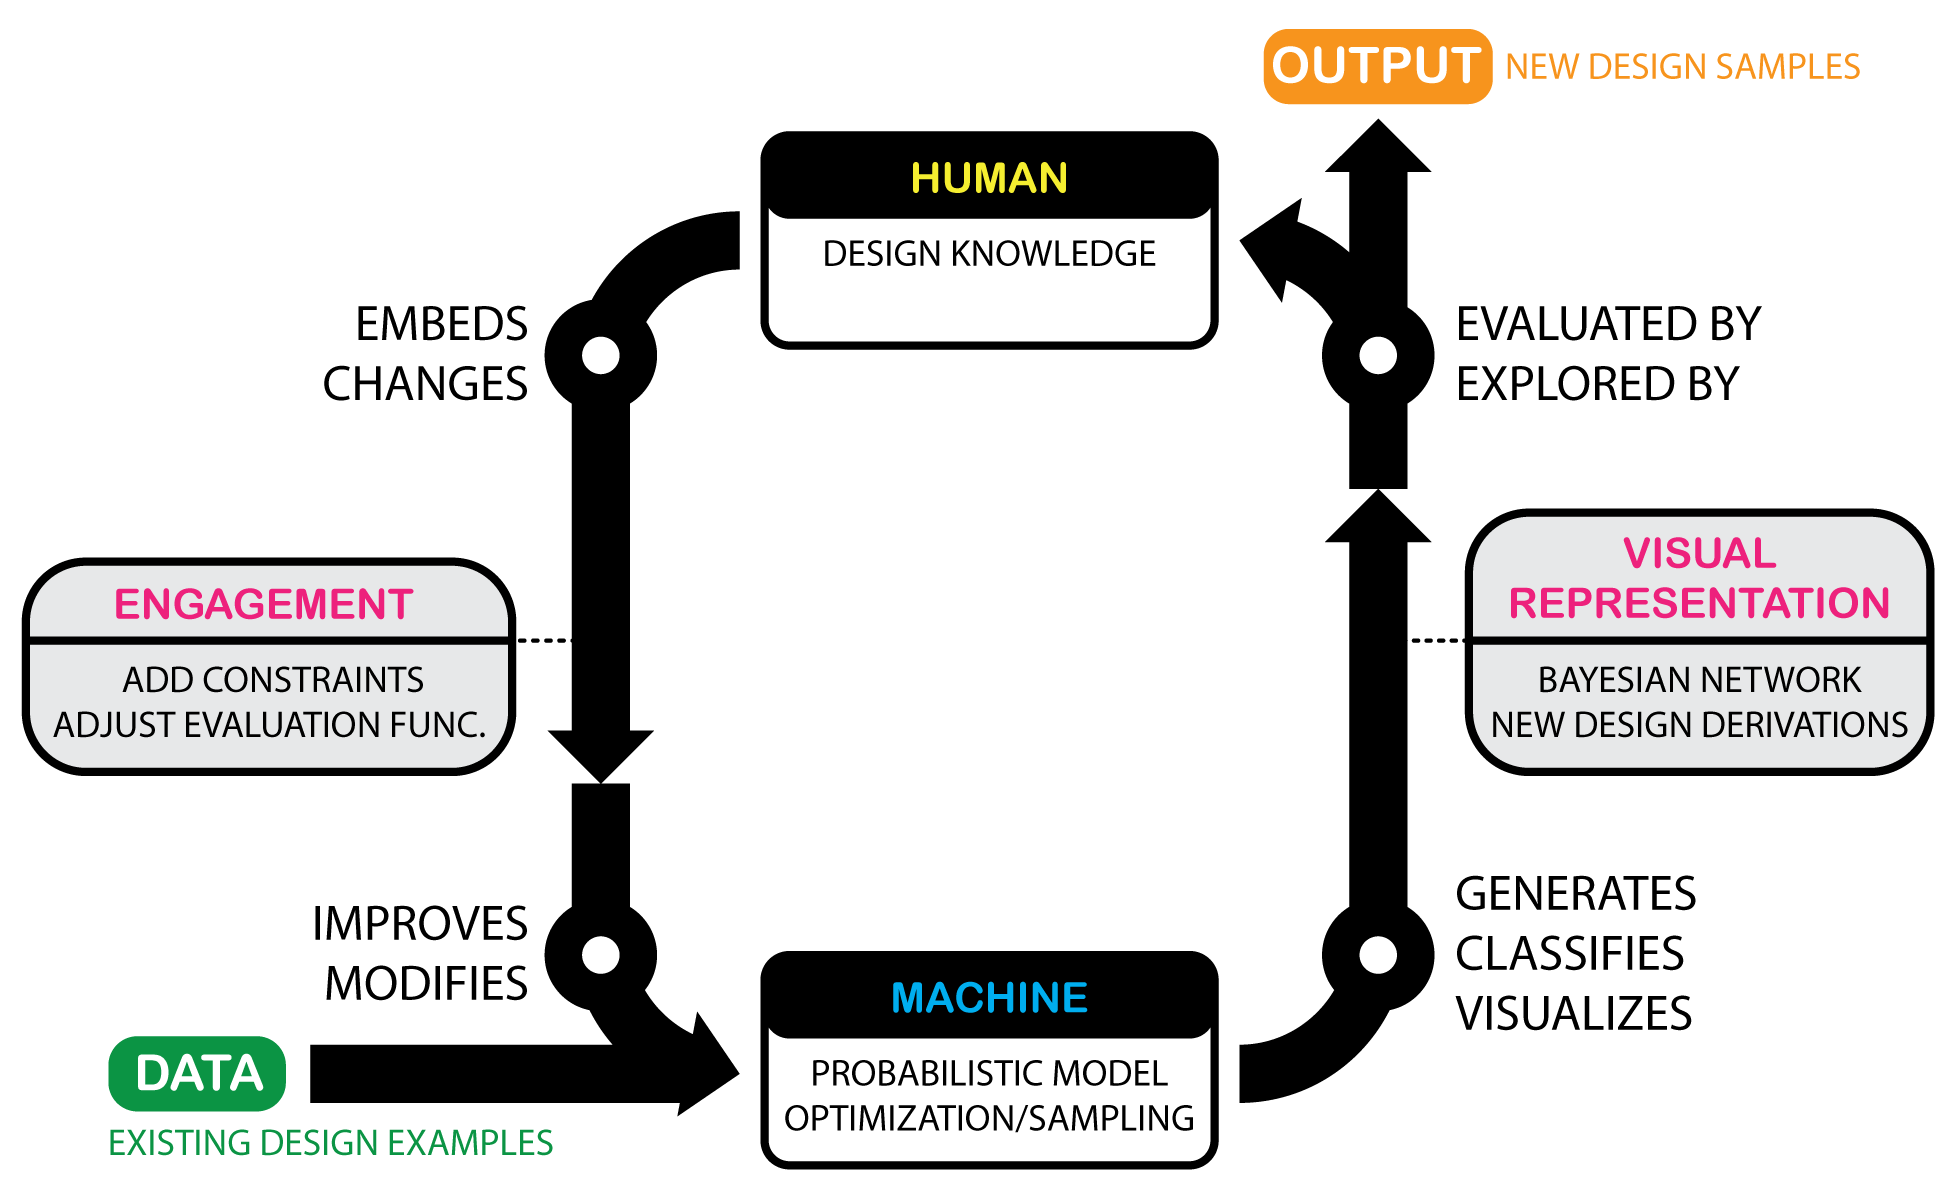 OUTPUT NEW DESIGN SAMPLES
HUMAN
DESIGN KNOWLEDGE
EMBEDS
CHANGES
EVALUATED BY
EXPLORED BY
ENGAGEMENT
ADD CONSTRAINTS
ADJUST EVALUATION FUNC.
VISUAL
REPRESENTATION
BAYESIAN NETWORK
NEW DESIGN DERIVATIONS
IMPROVES
MODIFIES
GENERATES
CLASSIFIES
VISUALIZES
MACHINE
PROBABILISTIC MODEL
OPTIMIZATION/SAMPLING
DATA
EXISTING DESIGN EXAMPLES